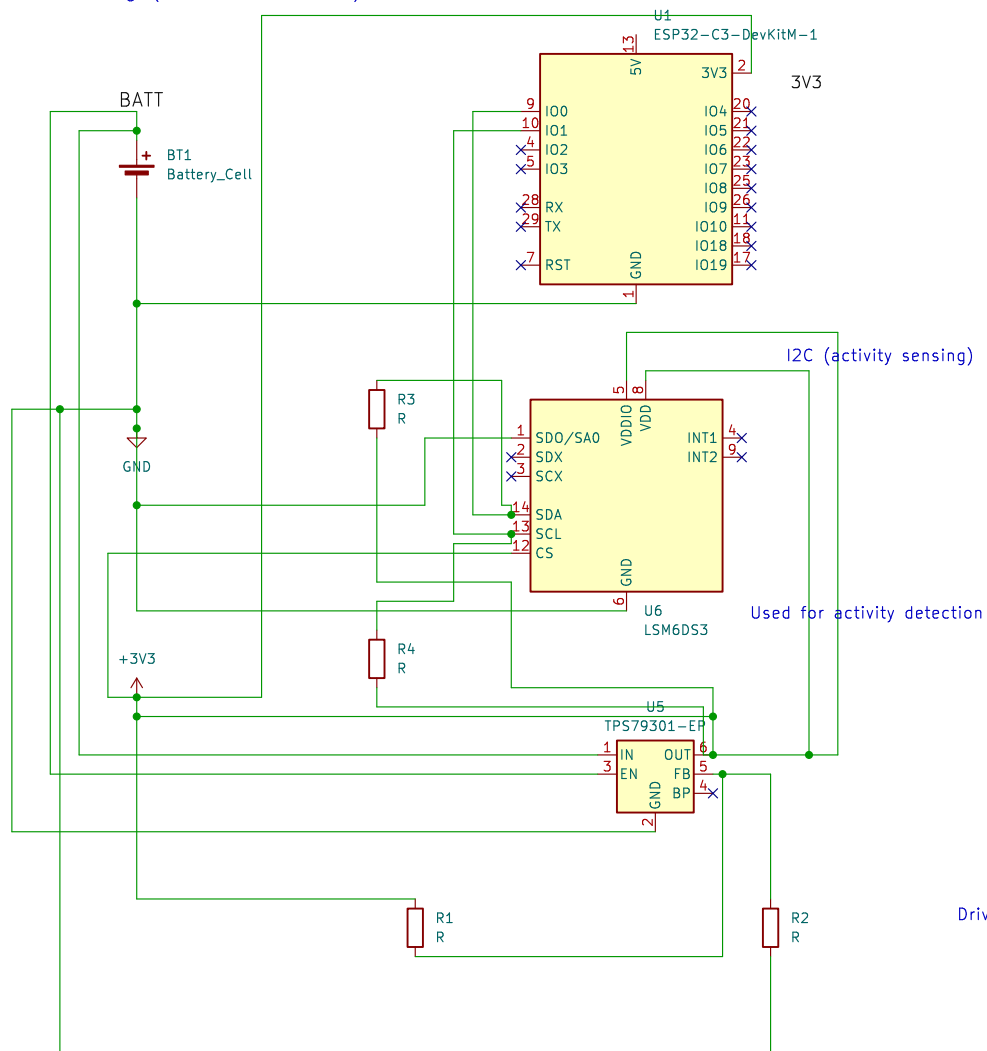 U1
ESP32-C3-DevKitM-1
13
5V
3V3
2
3V3
BATT
9
IO0
IO4
20
10
IO1
IO5
21
4
IO2
IO6
22
5
IO3
IO7
23
IO8
25
28
RX
IO9
26
29
TX
IO10
11
IO18
18
7
RST
IO19
17
GND
1
BT1
Battery_Cell
I2C (activity sensing)
R3
R
5
8
VDDIO
VDD
1
SDO/SA0
INT1
4
2
SDX
INT2
9
3
SCX
GND
14
SDA
13
SCL
12
CS
GND
6
U6
LSM6DS3
Used for activity detection
R4
R
+3V3
U5
TPS79301-EP
1
IN
OUT
6
3
EN
FB
5
BP
4
GND
2
R1
R
R2
R
Driv